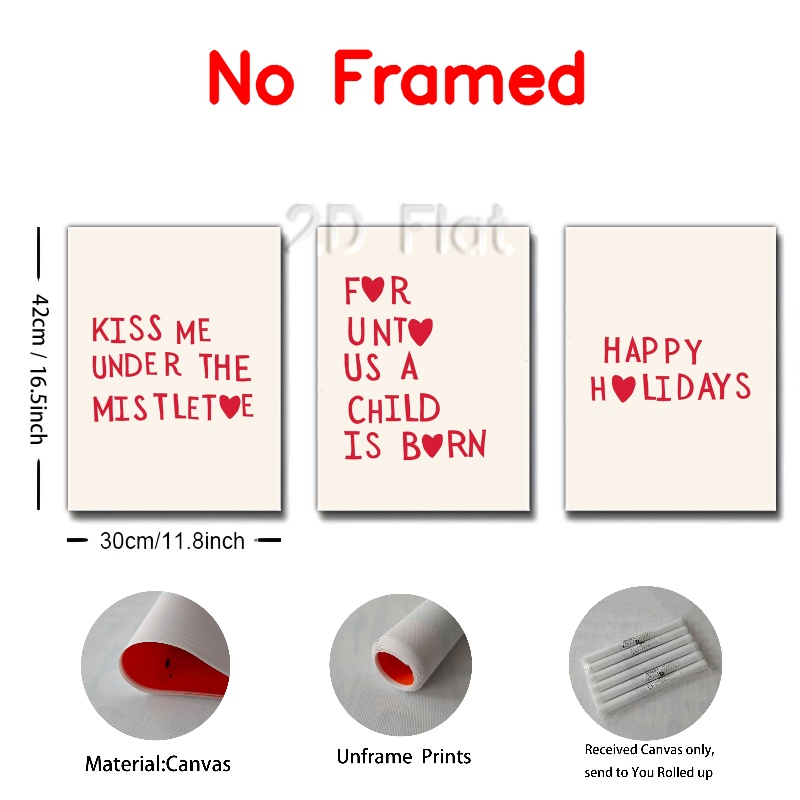 No Framed
2D Flat
42cm / 16.5inch
KISS ME
UNDER THE
MISTLET♥E
F♥R
UNT♥
US A
CHILD
IS B♥RN
HAPPY
H♥LIDAYS
30cm/11.8inch
Material:Canvas
Unframe Prints
Received Canvas only,
send to You Rolled up